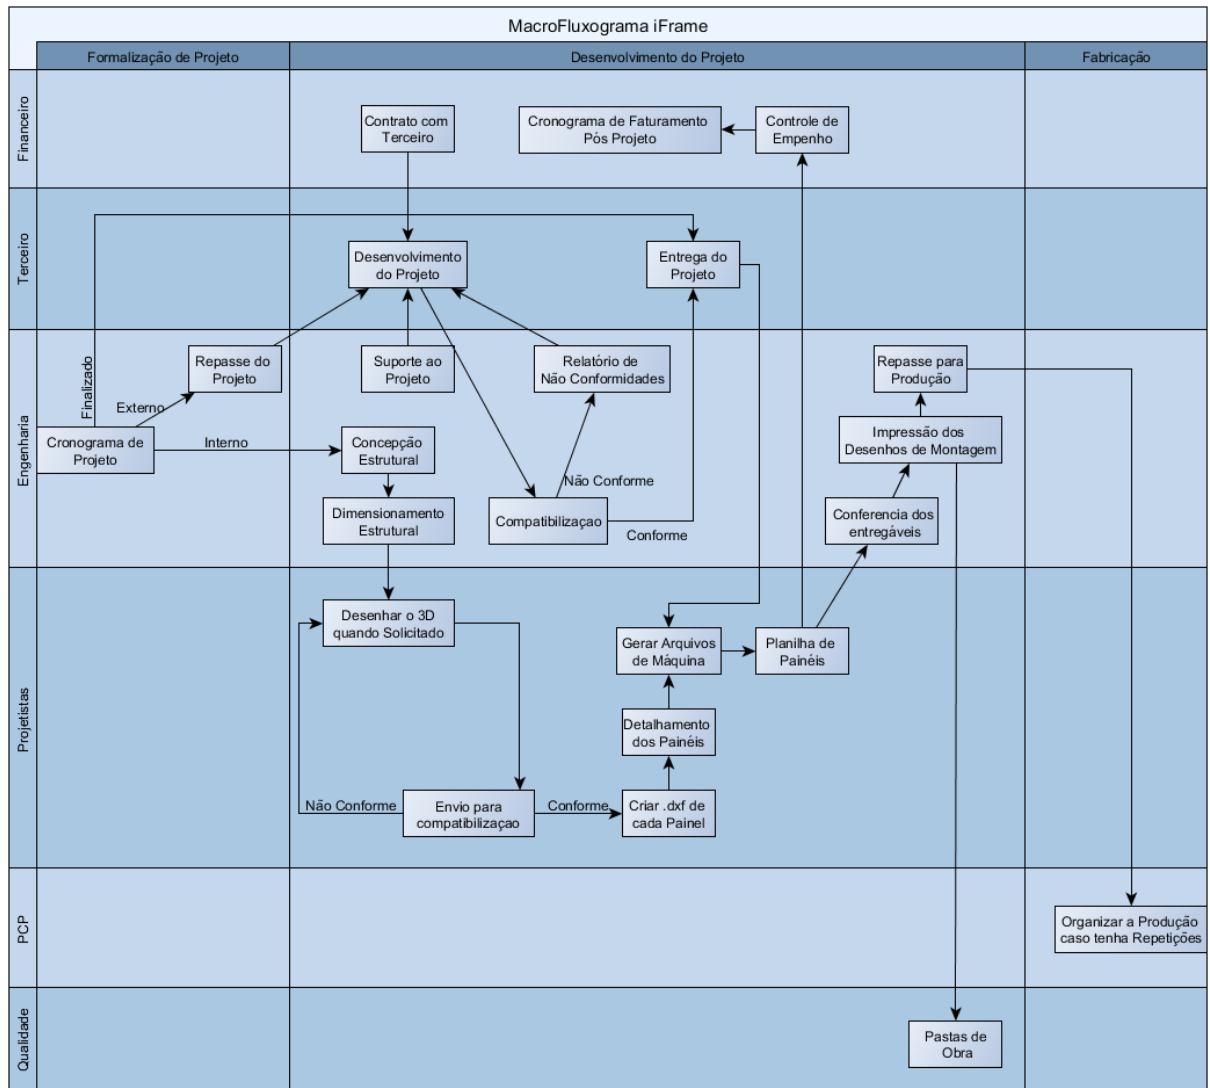 MacroFluxograma iFrame
Formalização de Projeto
Desenvolvimento do Projeto
Fabricação
Financeiro
Contrato com
Terceiro
Cronograma de Faturamento
Pós Projeto
Controle de
Empenho
Terceiro
Desenvolvimento
do Projeto
Entrega do
Projeto
Engenharia
Finalizado
Repasse do
Projeto
Suporte ao
Projeto
Relatório de
Não Conformidades
Repasse para
Produção
Externo
Cronograma de
Projeto
Interno
Concepção
Estrutural
Impressão dos
Desenhos de Montagem
Não Conforme
Dimensionamento
Estrutural
Compatibilizaçao
Conforme
Conferencia dos
entregáveis
Projetistas
Desenhar o 3D
quando Solicitado
Gerar Arquivos
de Máquina
Planilha de
Painéis
Detalhamento
dos Painéis
Não Conforme
Envio para
compatibilizaçao
Conforme
Criar .dxf de
cada Painel
PCP
Organizar a Produção
caso tenha Repetições
Qualidade
Pastas de
Obra